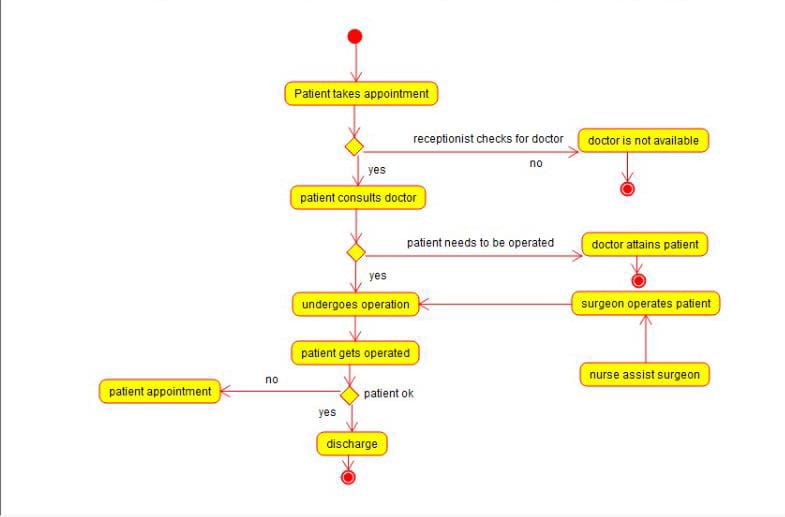 Patient takes appointment
receptionist checks for doctor
doctor is not available
no
yes
patient consults doctor
patient needs to be operated
doctor attains patient
yes
undergoes operation
surgeon operates patient
patient gets operated
nurse assist surgeon
no
patient appointment
patient ok
yes
discharge